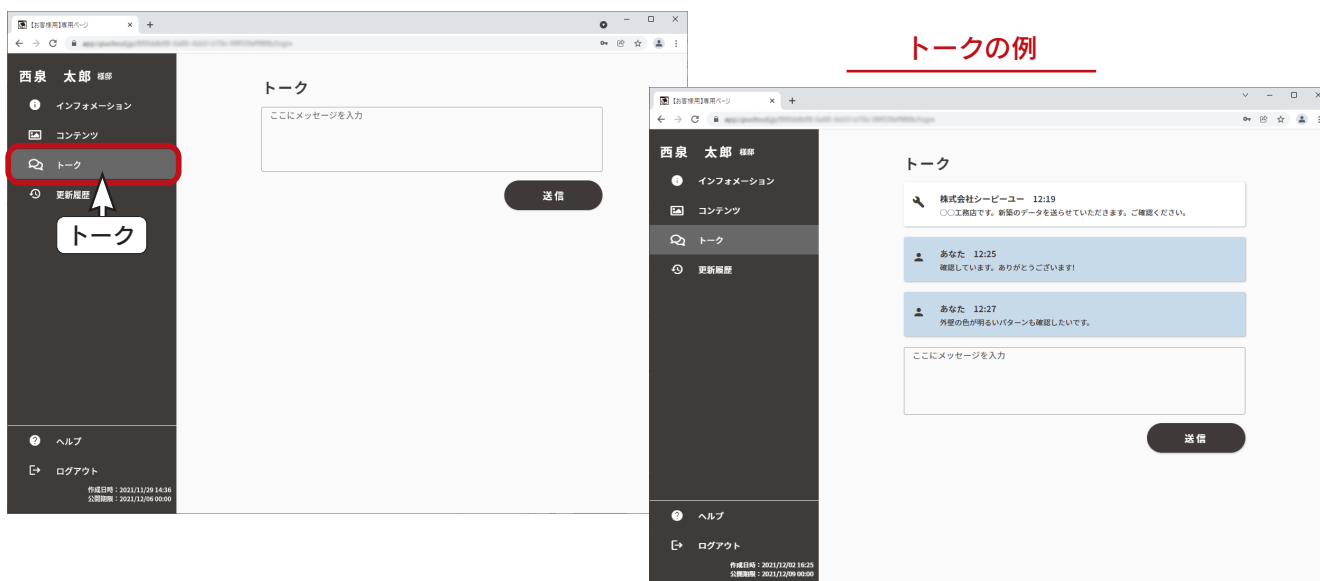 【お客様用】専用ページ
西泉 太郎 様邸
インフォメーション
コンテンツ
トーク
更新履歴
トーク
ヘルプ
ログアウト
作成日時：2021/11/29 14:36
公開期限：2021/12/06 00:00
トーク
ここにメッセージを入力
送信
トークの例
【お客様用】専用ページ
西泉 太郎 様邸
インフォメーション
コンテンツ
トーク
更新履歴
ヘルプ
ログアウト
作成日時：2021/12/02 16:25
公開期限：2021/12/09 00:00
トーク
株式会社シーピーユー 12:19
○○工務店です。新築のデータを送らせていただきます。ご確認ください。
あなた 12:25
確認しています。ありがとうございます!
あなた 12:27
外壁の色が明るいパターンも確認したいです。
ここにメッセージを入力
送信